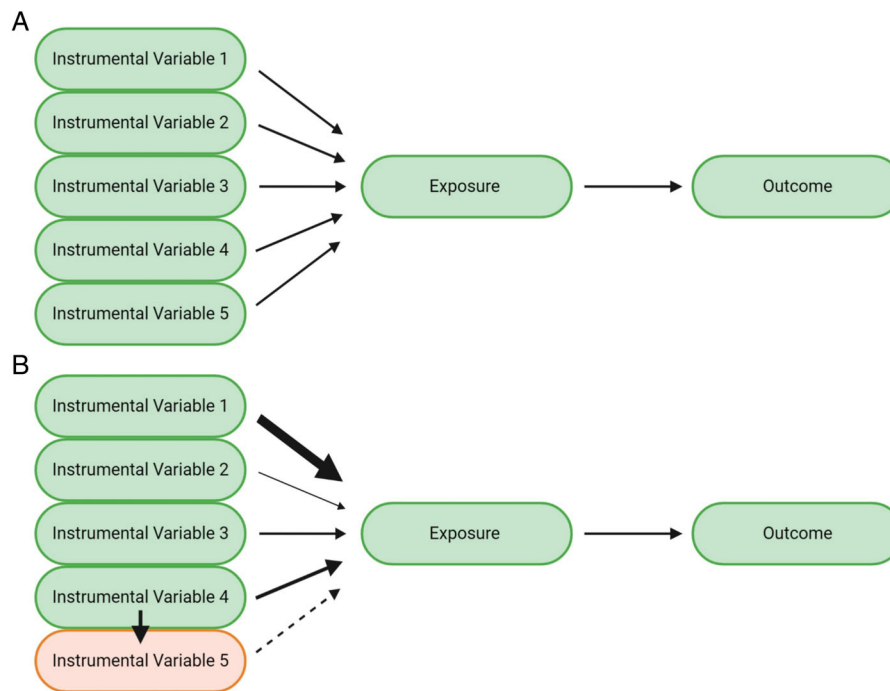 A
Instrumental Variable 1
Instrumental Variable 2
Instrumental Variable 3
Exposure
Outcome
Instrumental Variable 4
Instrumental Variable 5
B
Instrumental Variable 1
Instrumental Variable 2
Instrumental Variable 3
Exposure
Outcome
Instrumental Variable 4
Instrumental Variable 5